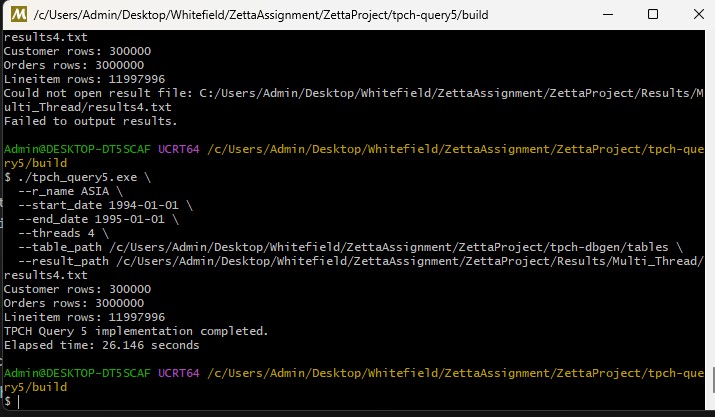 /c/Users/Admin/Desktop/Whitefield/ZettaAssignment/ZettaProject/tpch-query5/build
results4.txt
Customer rows: 300000
Orders rows: 3000000
Lineitem rows: 11997996
Could not open result file: C:/Users/Admin/Desktop/Whitefield/ZettaAssignment/ZettaProject/Results/M
ulti_Thread/results4.txt
Failed to output results.
Admin@DESKTOP-DT5SCAF UCRT64 /c/Users/Admin/Desktop/Whitefield/ZettaAssignment/ZettaProject/tpch-que
ry5/build
$ ./tpch_query5.exe \
--r_name ASIA \
--start_date 1994-01-01 \
--end_date 1995-01-01 \
--threads 4 \
--table_path /c/Users/Admin/Desktop/Whitefield/ZettaAssignment/ZettaProject/tpch-dbgen/tables \
--result_path /c/Users/Admin/Desktop/Whitefield/ZettaAssignment/ZettaProject/Results/Multi_Thread/
results4.txt
Customer rows: 300000
Orders rows: 3000000
Lineitem rows: 11997996
TPCH Query 5 implementation completed.
Elapsed time: 26.146 seconds
Admin@DESKTOP-DT5SCAF UCRT64 /c/Users/Admin/Desktop/Whitefield/ZettaAssignment/ZettaProject/tpch-que
ry5/build
$